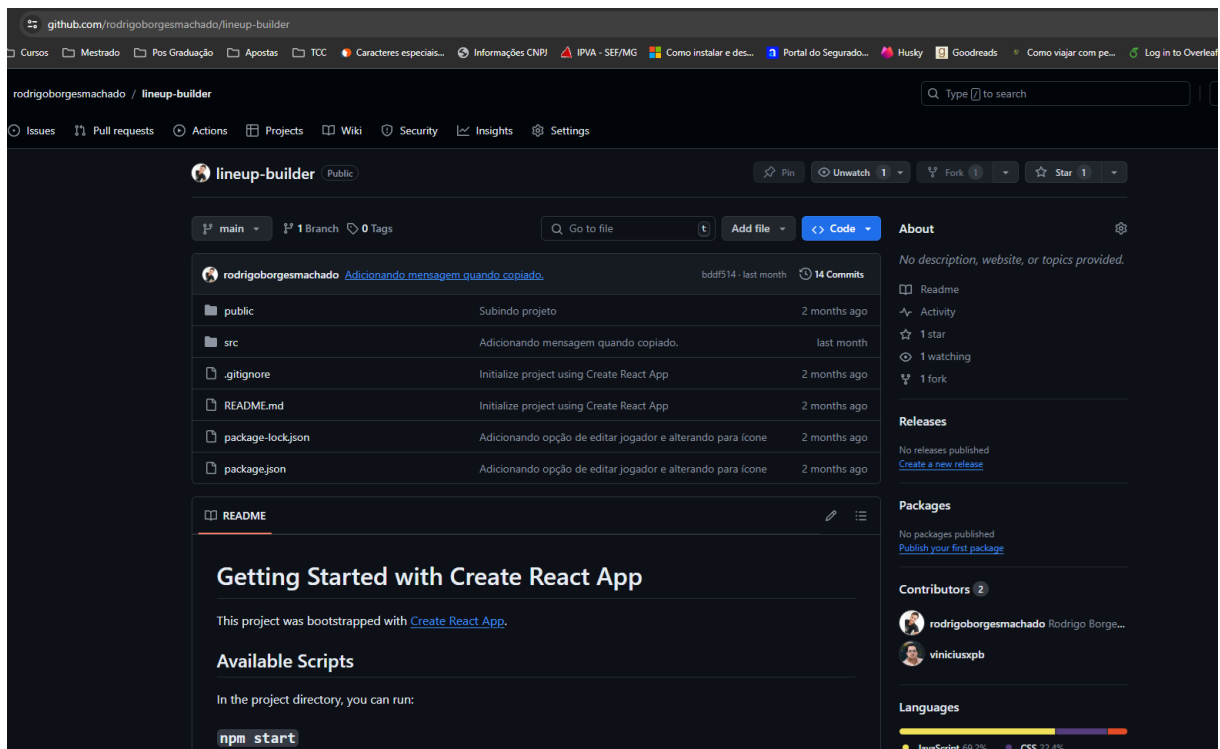 github.com/rodrigoborgesmachado/lineup-builder
Cursos Mestrado Pos Graduação Apostas TCC Caracteres especiais... Informações CNPJ IPVA - SEF/MG Como instalar e des... Portal do Segurado... Husky Goodreads Como viajar com pe... Log in to Overleaf
rodrigoborgesmachado / lineup-builder
Type / to search
Issues Pull requests Actions Projects Wiki Security Insights Settings
lineup-builder Public
Pin Unwatch 1 Fork 1 Star 1
main 1 Branch 0 Tags
Go to file t Add file <> Code
rodrigoborgesmachado Adicionando mensagem quando copiado. bddf514 · last month 14 Commits
public Subindo projeto 2 months ago
src Adicionando mensagem quando copiado. last month
.gitignore Initialize project using Create React App 2 months ago
README.md Initialize project using Create React App 2 months ago
package-lock.json Adicionando opção de editar jogador e alterando para ícone 2 months ago
package.json Adicionando opção de editar jogador e alterando para ícone 2 months ago
README
Getting Started with Create React App
This project was bootstrapped with Create React App.
Available Scripts
In the project directory, you can run:
npm start
About
No description, website, or topics provided.
Readme
Activity
1 star
1 watching
1 fork
Releases
No releases published
Create a new release
Packages
No packages published
Publish your first package
Contributors 2
rodrigoborgesmachado Rodrigo Borge...
viniciusxpb
Languages
JavaScript 69.2% CSS 22.4%